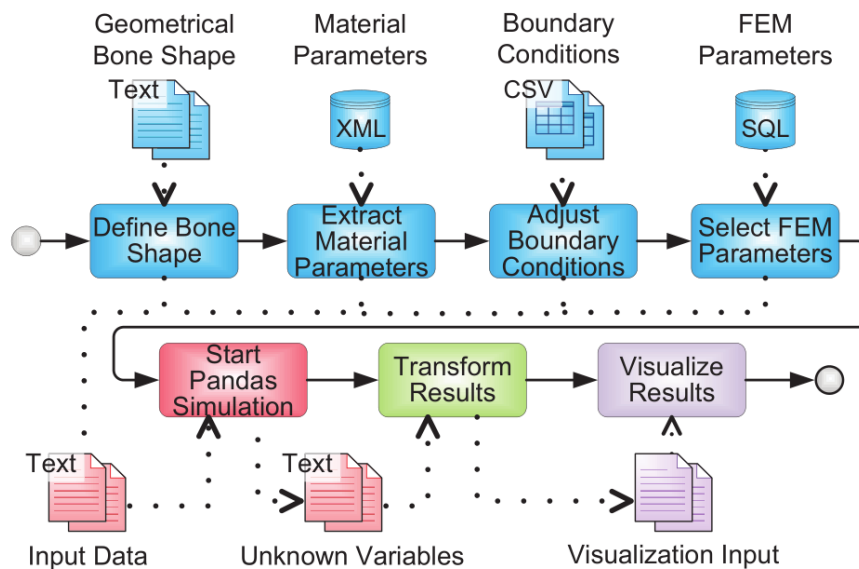 Geometrical
Bone Shape
Material
Parameters
Boundary
Conditions
FEM
Parameters
Text
XML
CSV
SQL
Define Bone
Shape
Extract
Material
Parameters
Adjust
Boundary
Conditions
Select FEM
Parameters
Start
Pandas
Simulation
Transform
Results
Visualize
Results
Text
Text
Input Data
Unknown Variables
Visualization Input